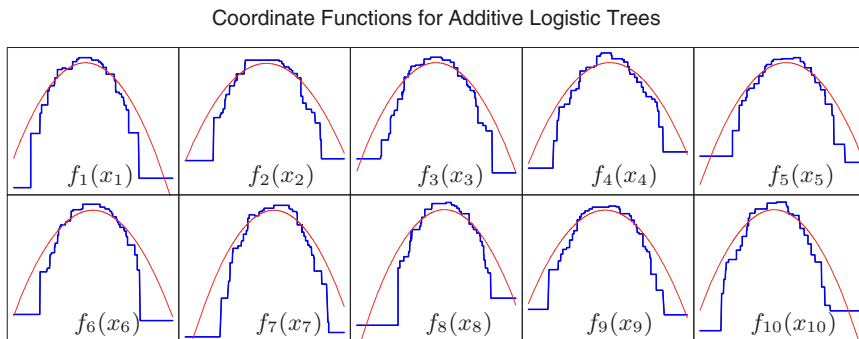 Coordinate Functions for Additive Logistic Trees
f₁(x₁) f₂(x₂) f₃(x₃) f₄(x₄) f₅(x₅)
f₆(x₆) f₇(x₇) f₈(x₈) f₉(x₉) f₁₀(x₁₀)